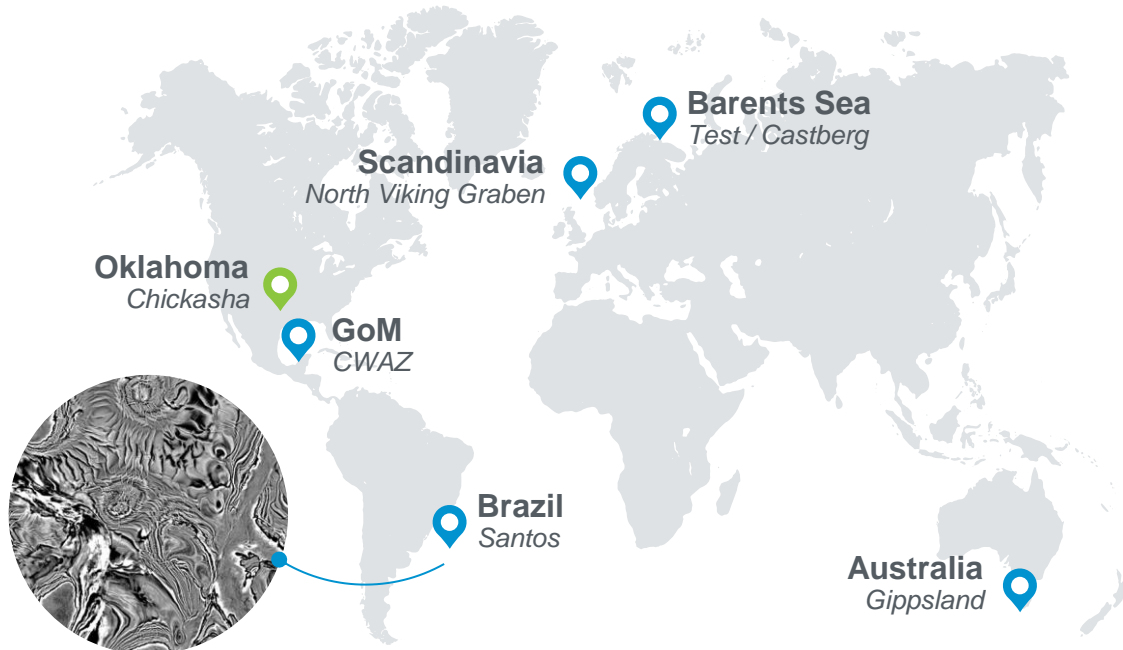 Barents Sea
Test / Castberg
Scandinavia
North Viking Graben
Oklahoma
Chickasha
GoM
CWAZ
Brazil
Santos
Australia
Gippsland